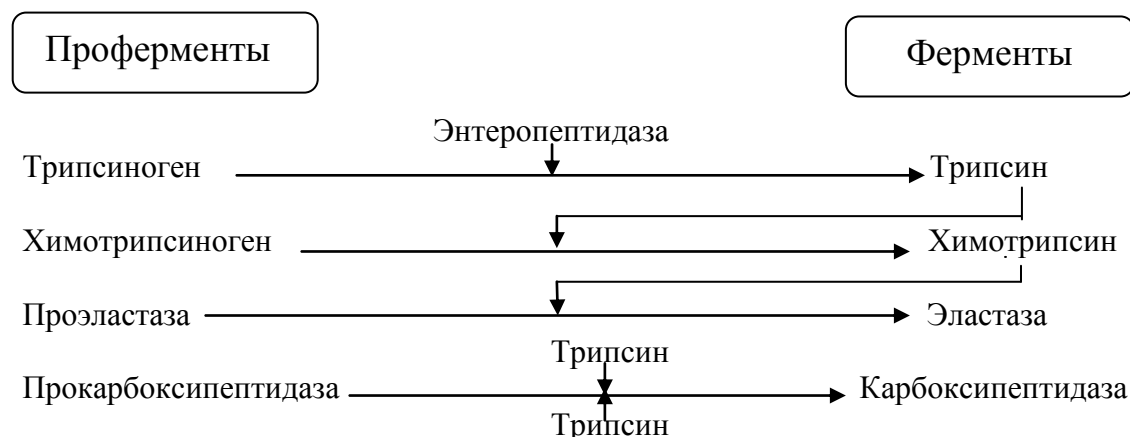 Проферменты
Ферменты
Энтеропептидаза
Трипсиноген Трипсин
Химотрипсиноген Химотрипсин
Проэластаза Эластаза
Трипсин
Прокарбоксипептидаза Карбоксипептидаза
Трипсин